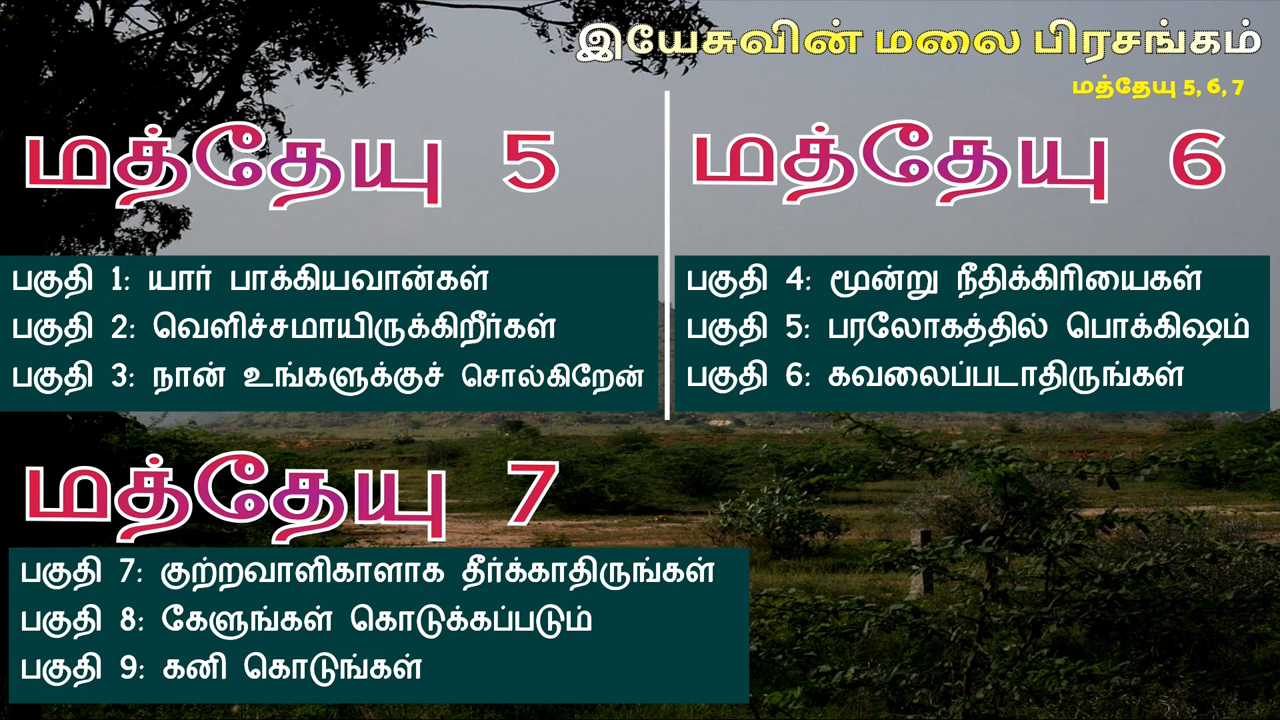 இயேசுவின் மலை பிரசங்கம்
மத்தேயு 5, 6, 7
மத்தேயு 5
பகுதி 1: யார் பாக்கியவான்கள்
பகுதி 2: வெளிச்சமாயிருக்கிறீர்கள்
பகுதி 3: நான் உங்களுக்குச் சொல்கிறேன்
மத்தேயு 6
பகுதி 4: மூன்று நீதிக்கிரியைகள்
பகுதி 5: பரலோகத்தில் பொக்கிஷம்
பகுதி 6: கவலைப்படாதிருங்கள்
மத்தேயு 7
பகுதி 7: குற்றவாளிகாளாக தீர்க்காதிருங்கள்
பகுதி 8: கேளுங்கள் கொடுக்கப்படும்
பகுதி 9: கனி கொடுங்கள்